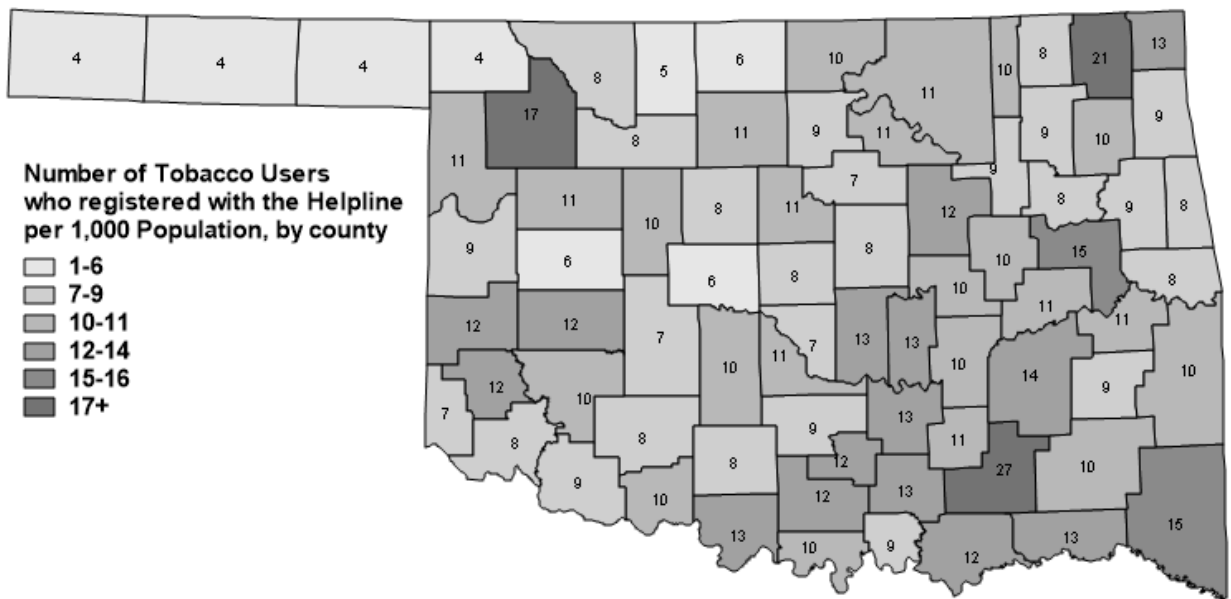 4 4 4 4 8 5 6 10 11 10 8 21 13
17 11 8 11 9 11 9 10 9
11 10 8 11 7 12 9 8 9 8
9 6 6 8 8 10 15 8
12 12 7 10 11 7 13 13 10 10 11 11
12 10 14 9 10
7 8 8 9 13 11
9 10 8 12 12 13 27 10 15
13 10 9 12 13
Number of Tobacco Users
who registered with the Helpline
per 1,000 Population, by county
1-6
7-9
10-11
12-14
15-16
17+